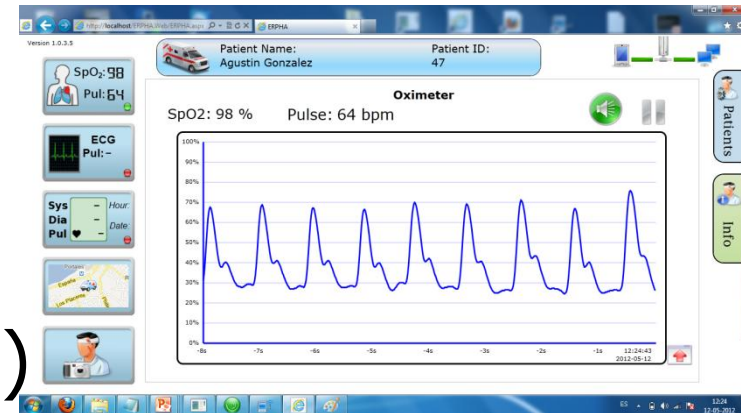 http://localhost/ERPHA.Web/ERPHA.aspx
ERPHA
Version 1.0.3.5
Patient Name:
Agustin Gonzalez
Patient ID:
47
SpO2:98
Pul:64
ECG
Pul:-
Sys - Hour:
Dia - Date:
Pul -
España
Oximeter
SpO2: 98 % Pulse: 64 bpm
100%
90%
80%
70%
60%
50%
40%
30%
20%
10%
0%
-8s -7s -6s -5s -4s -3s -2s -1s 12:24:43
2012-05-12
Patients
Info
)
ES
12:24
12-05-2012